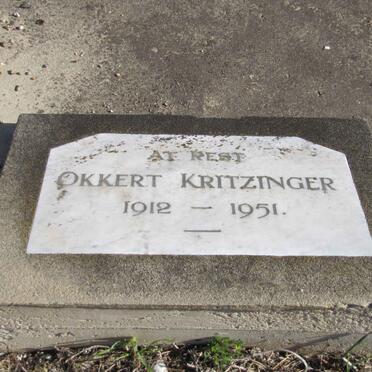 AT REST
OKKERT KRITZINGER
1912 – 1951.